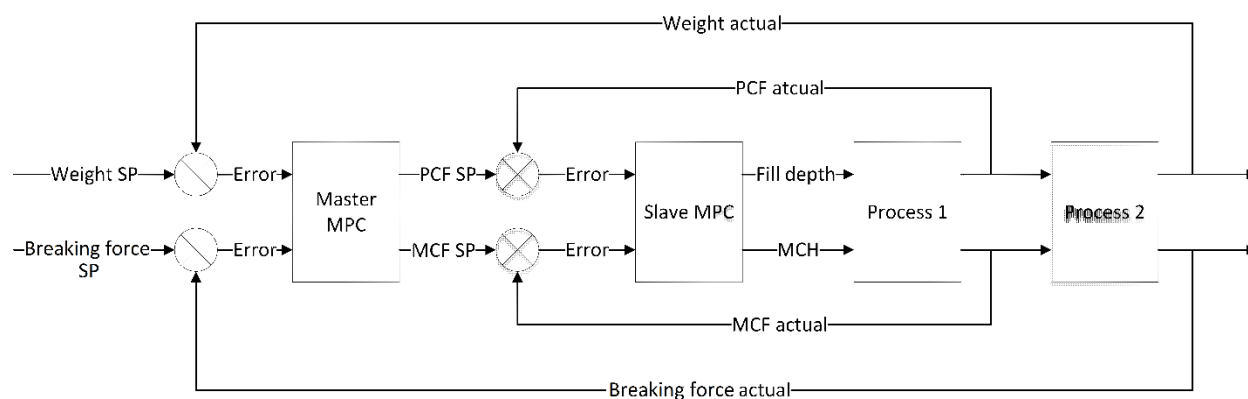 Weight actual
PCF atcual
Weight SP
Error
PCF SP
Error
Fill depth
Master
MPC
Slave MPC
Process 1
Process 2
Breaking force
SP
Error
MCF SP
Error
MCH
MCF actual
Breaking force actual